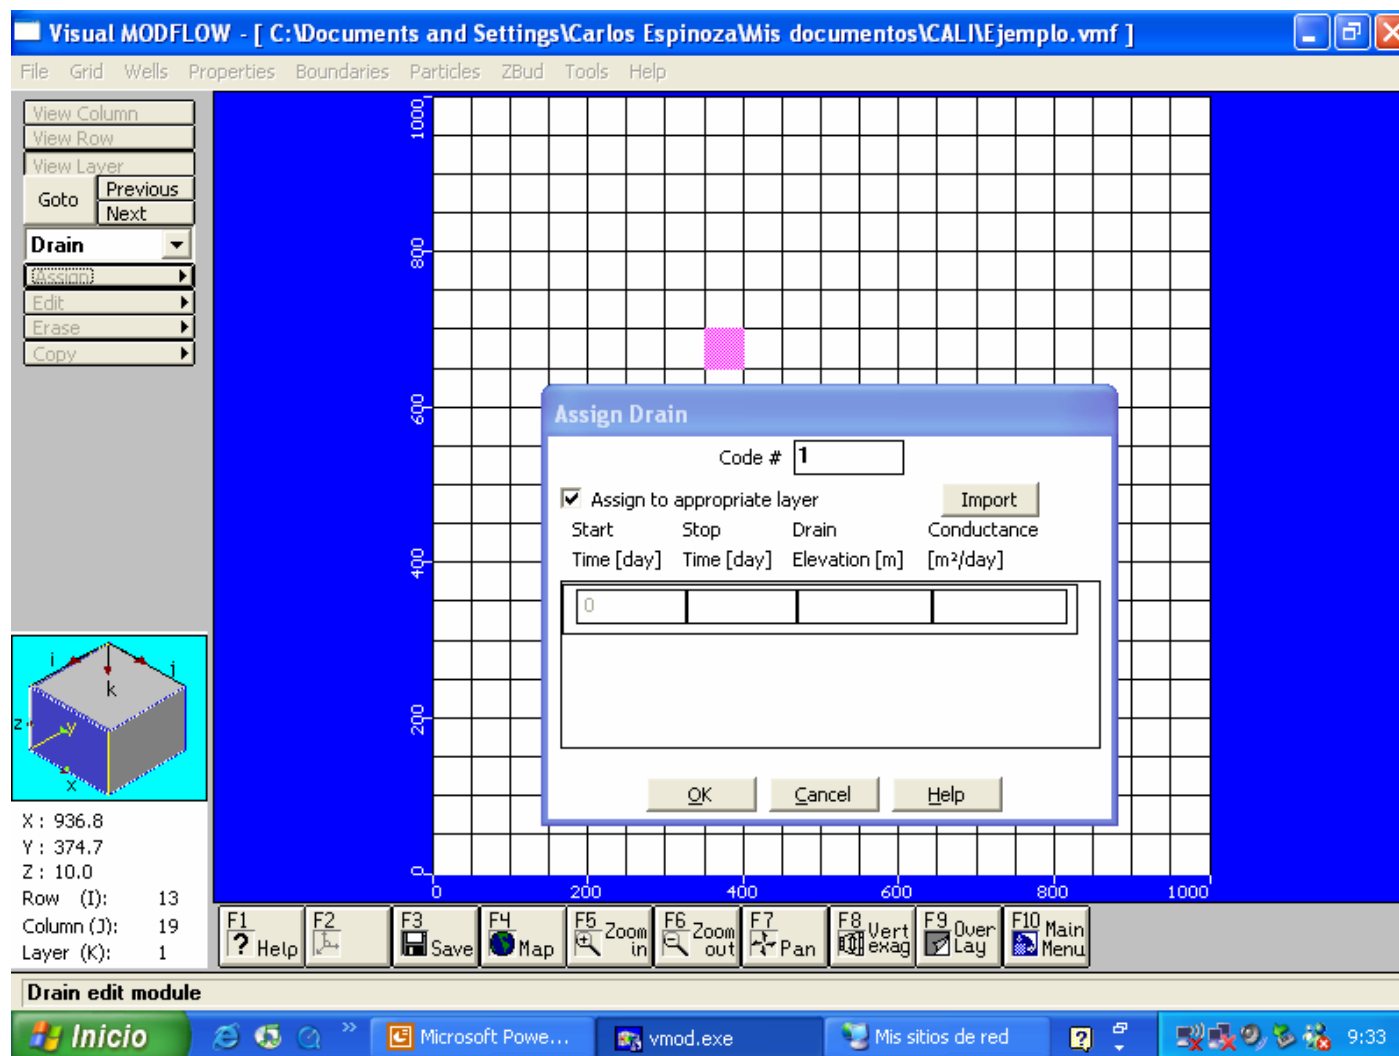 Visual MODFLOW - [ C:\Documents and Settings\Carlos Espinoza\Mis documentos\CALI\Ejemplo.vmf ]
File Grid Wells Properties Boundaries Particles ZBud Tools Help
View Column
View Row
View Layer
Goto
Previous
Next
Drain
Assign
Edit
Erase
Copy
1000
800
600
400
200
0
0 200 400 600 800 1000
Assign Drain
Code # 1
Assign to appropriate layer
Import
Start Stop Drain Conductance
Time [day] Time [day] Elevation [m] [m²/day]
0
OK Cancel Help
i j
k
z y
x
X : 936.8
Y : 374.7
Z : 10.0
Row (I): 13
Column (J): 19
Layer (K): 1
F1 ? Help
F2
F3 Save
F4 Map
F5 Zoom in
F6 Zoom out
F7 Pan
F8 Vert exag
F9 Over Lay
F10 Main Menu
Drain edit module
Inicio
Microsoft Powe...
vmod.exe
Mis sitios de red
9:33